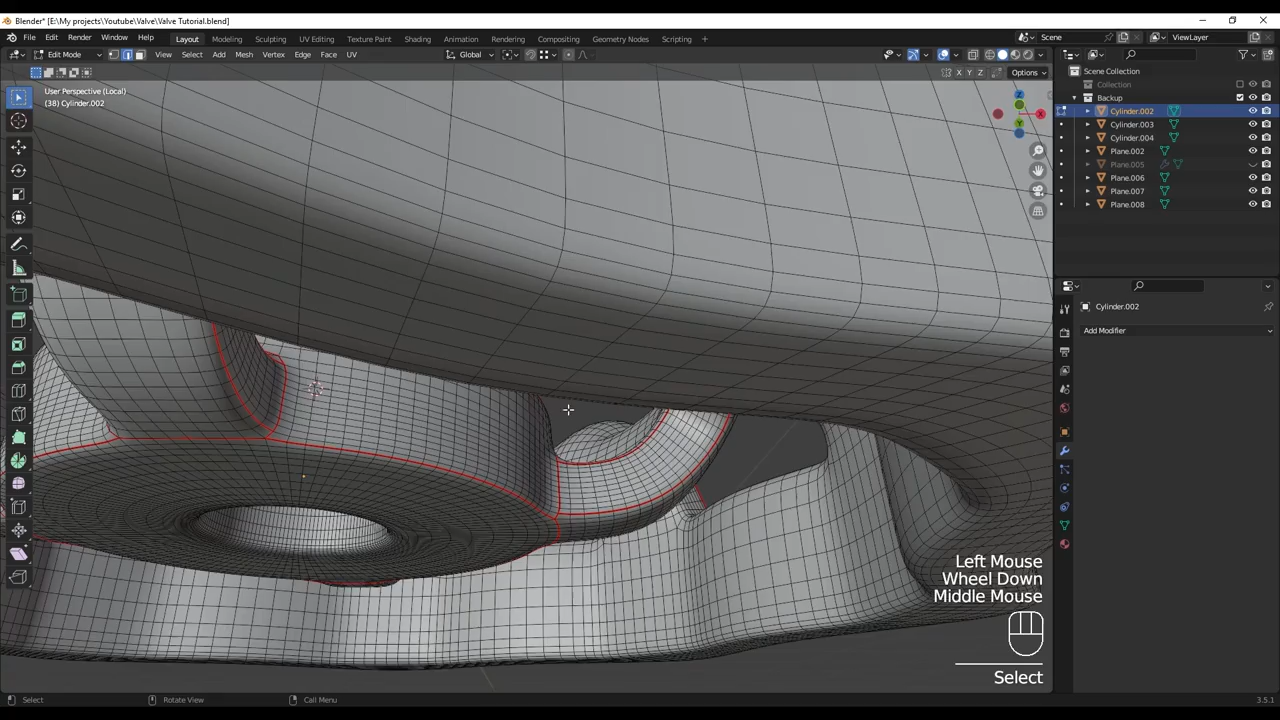 Blender* [E:\My projects\Youtube\Valve\Valve Tutorial.blend]
File Edit Render Window Help Layout Modeling Sculpting UV Editing Texture Paint Shading Animation Rendering Compositing Geometry Nodes Scripting + Scene ViewLayer
Edit Mode View Select Add Mesh Vertex Edge Face UV Global
X Y Z Options
User Perspective (Local)
(38) Cylinder.002
Scene Collection
Collection
Backup
Cylinder.002
Cylinder.003
Cylinder.004
Plane.002
Plane.005
Plane.006
Plane.007
Plane.008
Cylinder.002
Add Modifier
Left Mouse
Wheel Down
Middle Mouse
Select
Select Rotate View Call Menu 3.5.1